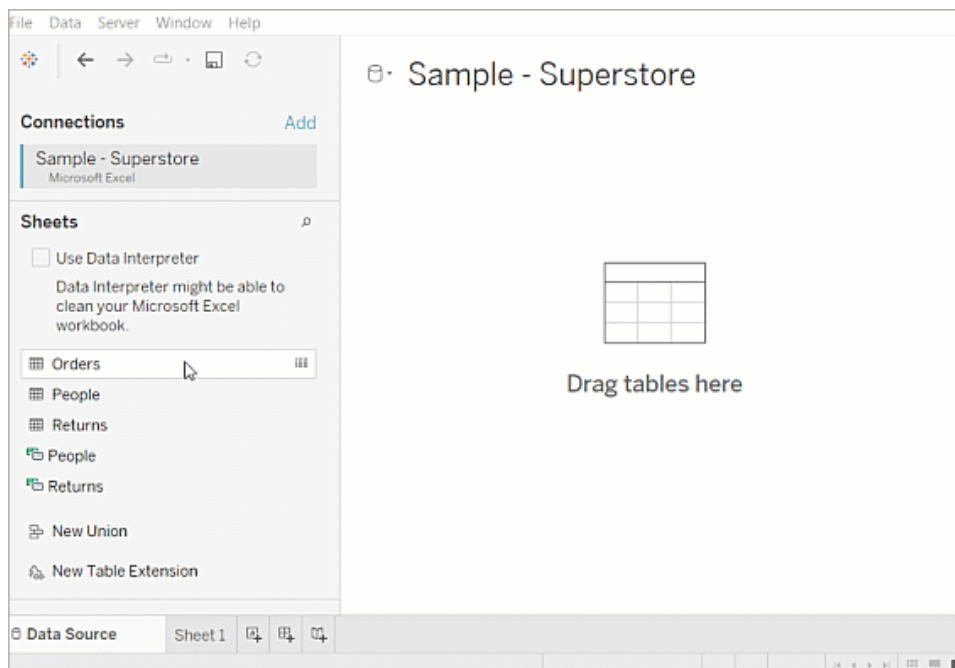 File Data Server Window Help
Sample - Superstore
Connections Add
Sample - Superstore
Microsoft Excel
Sheets
Use Data Interpreter
Data Interpreter might be able to
clean your Microsoft Excel
workbook.
Orders
People
Returns
People
Returns
New Union
New Table Extension
Drag tables here
Data Source Sheet 1